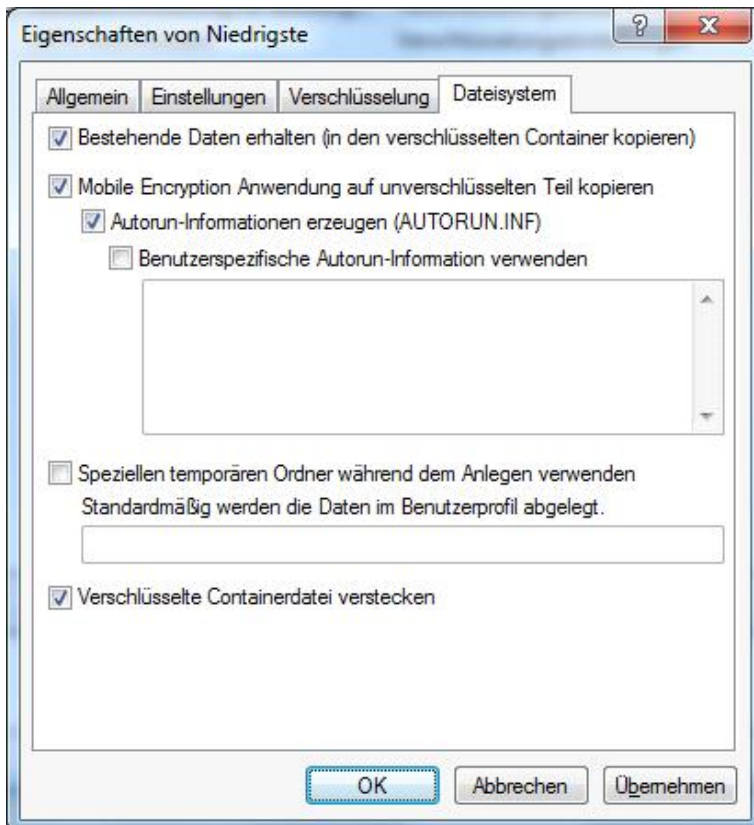 Eigenschaften von Niedrigste
Allgemein Einstellungen Verschlüsselung Dateisystem
Bestehende Daten erhalten (in den verschlüsselten Container kopieren)
Mobile Encryption Anwendung auf unverschlüsselten Teil kopieren
Autorun-Informationen erzeugen (AUTORUN.INF)
Benutzerspezifische Autorun-Information verwenden
Speziellen temporären Ordner während dem Anlegen verwenden
Standardmäßig werden die Daten im Benutzerprofil abgelegt.
Verschlüsselte Containerdatei verstecken
OK Abbrechen Übernehmen